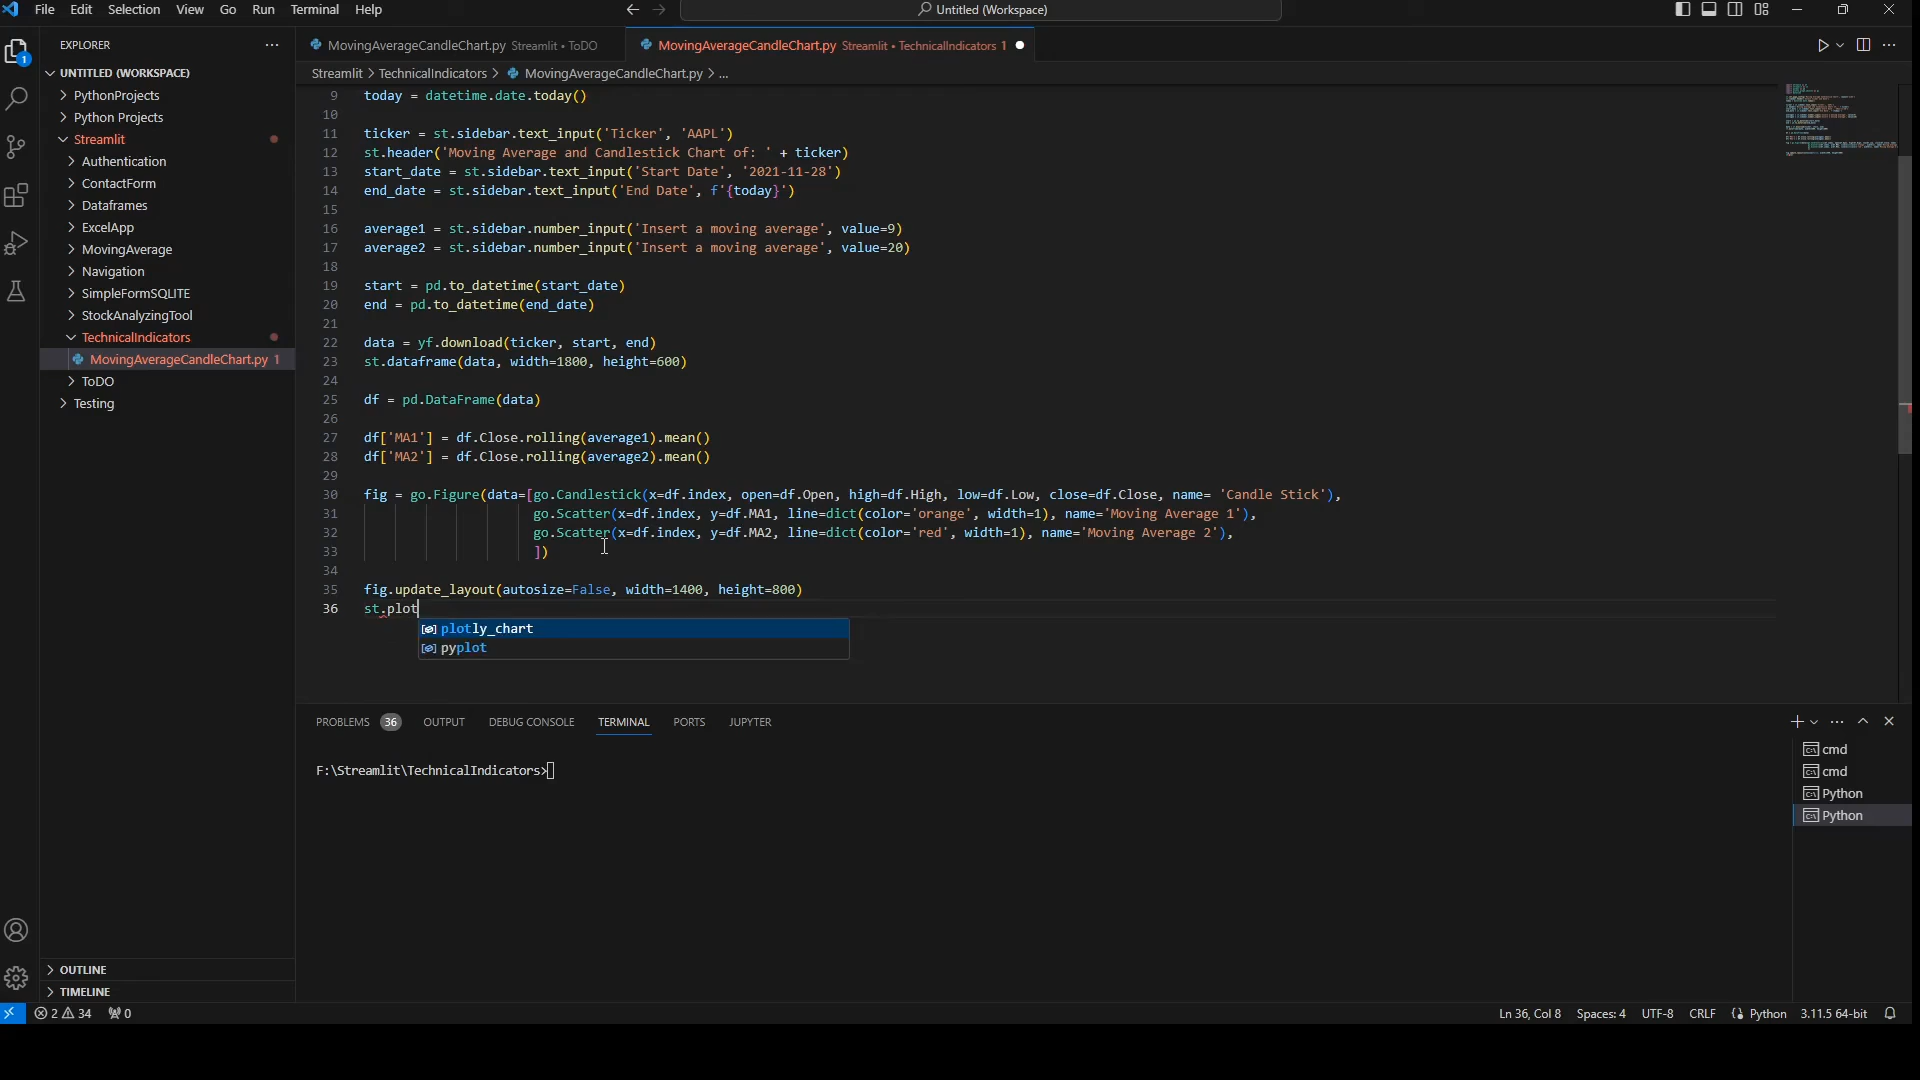 File Edit Selection View Go Run Terminal Help
Untitled (Workspace)
EXPLORER
MovingAverageCandleChart.py Streamlit • ToDO
MovingAverageCandleChart.py Streamlit • TechnicalIndicators 1
UNTITLED (WORKSPACE)
Streamlit > TechnicalIndicators > MovingAverageCandleChart.py > ...
1
PythonProjects
Python Projects
Streamlit
Authentication
ContactForm
Dataframes
ExcelApp
MovingAverage
Navigation
SimpleFormSQLITE
StockAnalyzingTool
TechnicalIndicators
MovingAverageCandleChart.py 1
ToDO
Testing
9 today = datetime.date.today()
10
11 ticker = st.sidebar.text_input('Ticker', 'AAPL')
12 st.header('Moving Average and Candlestick Chart of: ' + ticker)
13 start_date = st.sidebar.text_input('Start Date', '2021-11-28')
14 end_date = st.sidebar.text_input('End Date', f'{today}')
15
16 average1 = st.sidebar.number_input('Insert a moving average', value=9)
17 average2 = st.sidebar.number_input('Insert a moving average', value=20)
18
19 start = pd.to_datetime(start_date)
20 end = pd.to_datetime(end_date)
21
22 data = yf.download(ticker, start, end)
23 st.dataframe(data, width=1800, height=600)
24
25 df = pd.DataFrame(data)
26
27 df['MA1'] = df.Close.rolling(average1).mean()
28 df['MA2'] = df.Close.rolling(average2).mean()
29
30 fig = go.Figure(data=[go.Candlestick(x=df.index, open=df.Open, high=df.High, low=df.Low, close=df.Close, name= 'Candle Stick'),
31 go.Scatter(x=df.index, y=df.MA1, line=dict(color='orange', width=1), name='Moving Average 1'),
32 go.Scatter(x=df.index, y=df.MA2, line=dict(color='red', width=1), name='Moving Average 2'),
33 ])
34
35 fig.update_layout(autosize=False, width=1400, height=800)
36 st.plot
plotly_chart
pyplot
PROBLEMS 36 OUTPUT DEBUG CONSOLE TERMINAL PORTS JUPYTER
F:\Streamlit\TechnicalIndicators>
cmd
cmd
Python
Python
OUTLINE
TIMELINE
2 34 0
Ln 36, Col 8 Spaces: 4 UTF-8 CRLF Python 3.11.5 64-bit